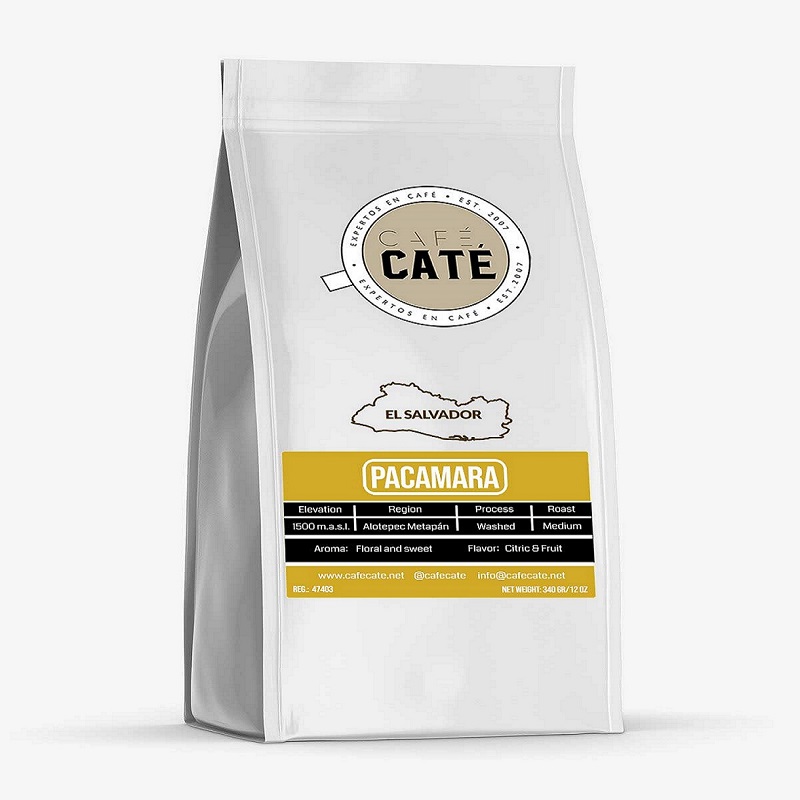 EXPERTOS EN CAFÉ • EST. 2007 •
CAFÉ
CATÉ
EXPERTOS EN CAFÉ • EST. 2007
EL SALVADOR
PACAMARA
Elevation Region Process Roast
1500 m.a.s.l. Alotepec Metapán Washed Medium
Aroma: Floral and sweet Flavor: Citric & Fruit
www.cafecate.net @cafecate info@cafecate.net
REG.: 47403 NET WEIGHT: 340 GR/12 OZ